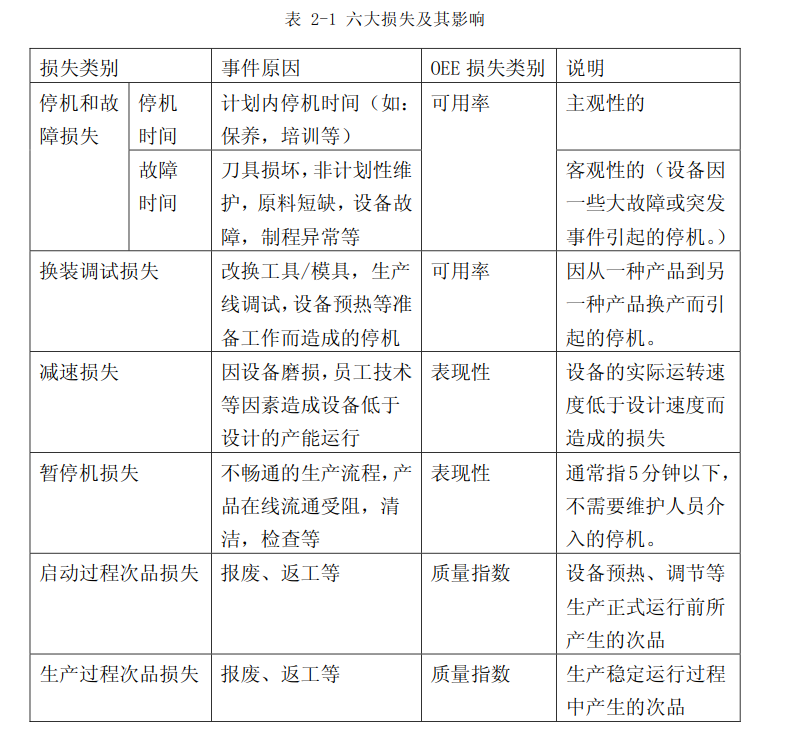 表 2-1 六大损失及其影响
损失类别 事件原因 OEE 损失类别 说明
停机和故
障损失
停机
时间
计划内停机时间（如：
保养，培训等）
可用率
主观性的
故障
时间
刀具损坏，非计划性维
护，原料短缺，设备故
障，制程异常等
客观性的（设备因
一些大故障或突发
事件引起的停机。）
换装调试损失
改换工具/模具，生产
线调试，设备预热等准
备工作而造成的停机
可用率
因从一种产品到另
一种产品换产而引
起的停机。
减速损失
因设备磨损，员工技术
等因素造成设备低于
设计的产能运行
表现性
设备的实际运转速
度低于设计速度而
造成的损失
暂停机损失
不畅通的生产流程，产
品在线流通受阻，清
洁，检查等
表现性
通常指 5 分钟以下，
不需要维护人员介
入的停机。
启动过程次品损失
报废、返工等
质量指数
设备预热、调节等
生产正式运行前所
产生的次品
生产过程次品损失
报废、返工等
质量指数
生产稳定运行过程
中产生的次品